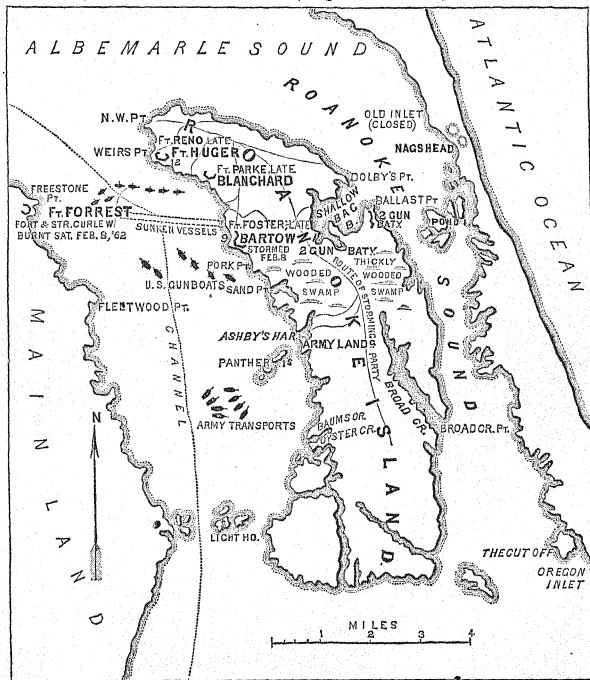 ALBEMARLE SOUND
ATLANTIC OCEAN
ROANOKE SOUND
OLD INLET
(CLOSED)
NAGSHEAD
N.W. PT.
WEIRS PT.
FT. RENO, LATE
FT. HUGER
12
FT. PARKE, LATE
BLANCHARD
DOLBY'S PT.
SHALLOW
BAG
B.
BALLAST PT.
2 GUN
BATY
POND
FREESTONE
PT.
FT. FORREST
FORT & STR. CURLEW
BURNT SAT, FEB. 8, '62
SUNKEN VESSELS
FT. FOSTER, LATE
9
BARTOW
STORMED
FEB. 8
2 GUN BATY
THICKLY
WOODED WOODED
SWAMP SWAMP
PORK PT.
U.S. GUNBOATS
SAND PT.
FLEETWOOD PT.
ROUTE OF STORMING PARTY
ASHBY'S HAR.
ARMY LAND G
PANTHER IS
ARMY TRANSPORTS
CHANNEL
BAUMS OR
OYSTER CR.
BROAD CR.
BROAD CR. PT.
ROANOKE ISLAND
MAIN LAND
N
LIGHT HO.
THE CUT OFF
OREGON
INLET
MILES
1 2 3 4